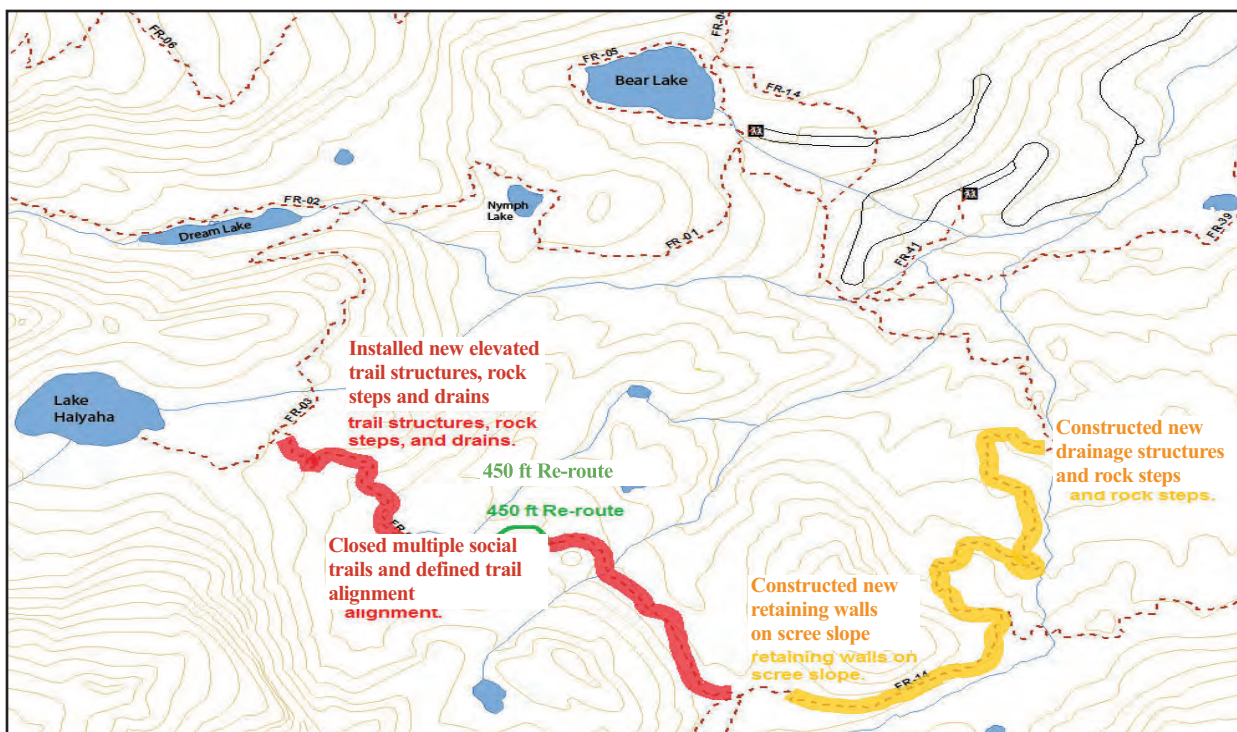 FR-06
FR-05
Bear Lake
FR-14
FR-02
Dream Lake
Nymph
Lake
FR-01
FR-41
FR-39
Lake
Haiyaha
FR-03
Installed new elevated
trail structures, rock
steps and drains
trail structures, rock
steps, and drains.
450 ft Re-route
450 ft Re-route
Closed multiple social
trails and defined trail
alignment
alignment.
Constructed new
drainage structures
and rock steps
and rock steps.
Constructed new
retaining walls
on scree slope
retaining walls on
scree slope.
FR-14